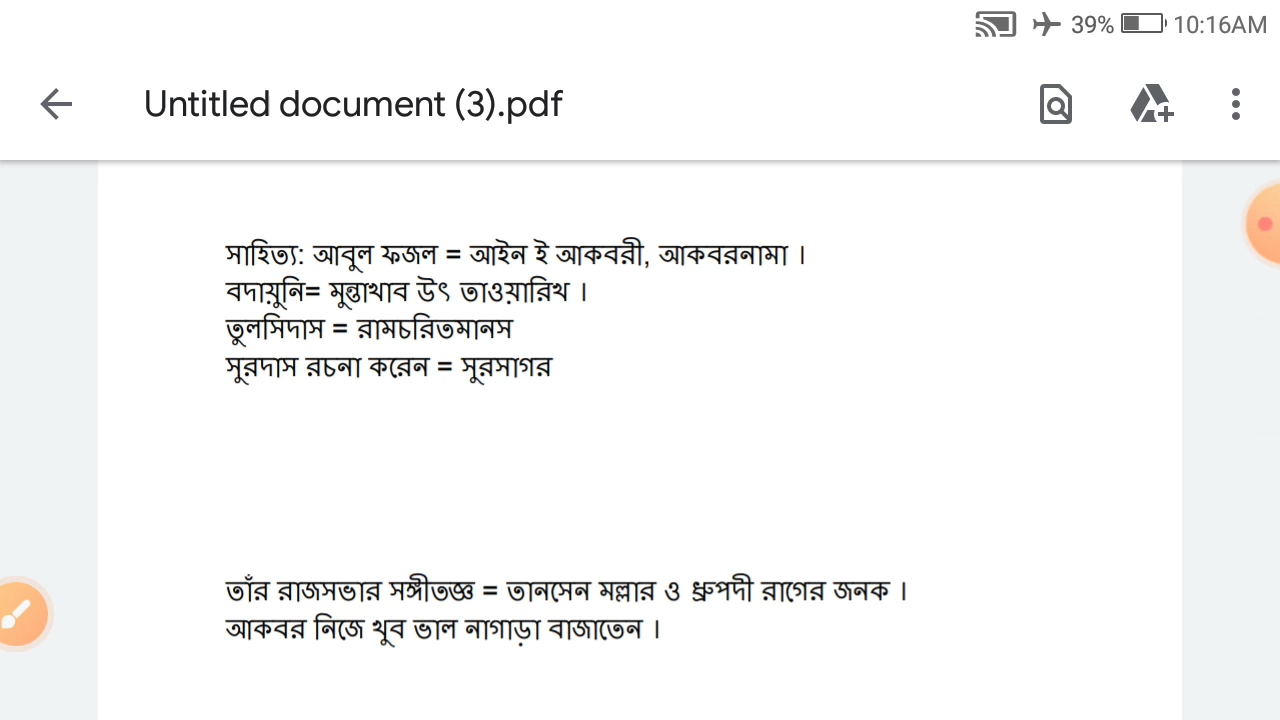 39% 10:16AM
Untitled document (3).pdf
সাহিত্য: আবুল ফজল = আইন ই আকবরী, আকবরনামা ।
বদায়ুনি= মুন্তাখাব উৎ তাওয়ারিখ ।
তুলসিদাস = রামচরিতমানস
সুরদাস রচনা করেন = সুরসাগর
তাঁর রাজসভার সঙ্গীতজ্ঞ = তানসেন মল্লার ও ধ্রুপদী রাগের জনক ।
আকবর নিজে খুব ভাল নাগাড়া বাজাতেন ।